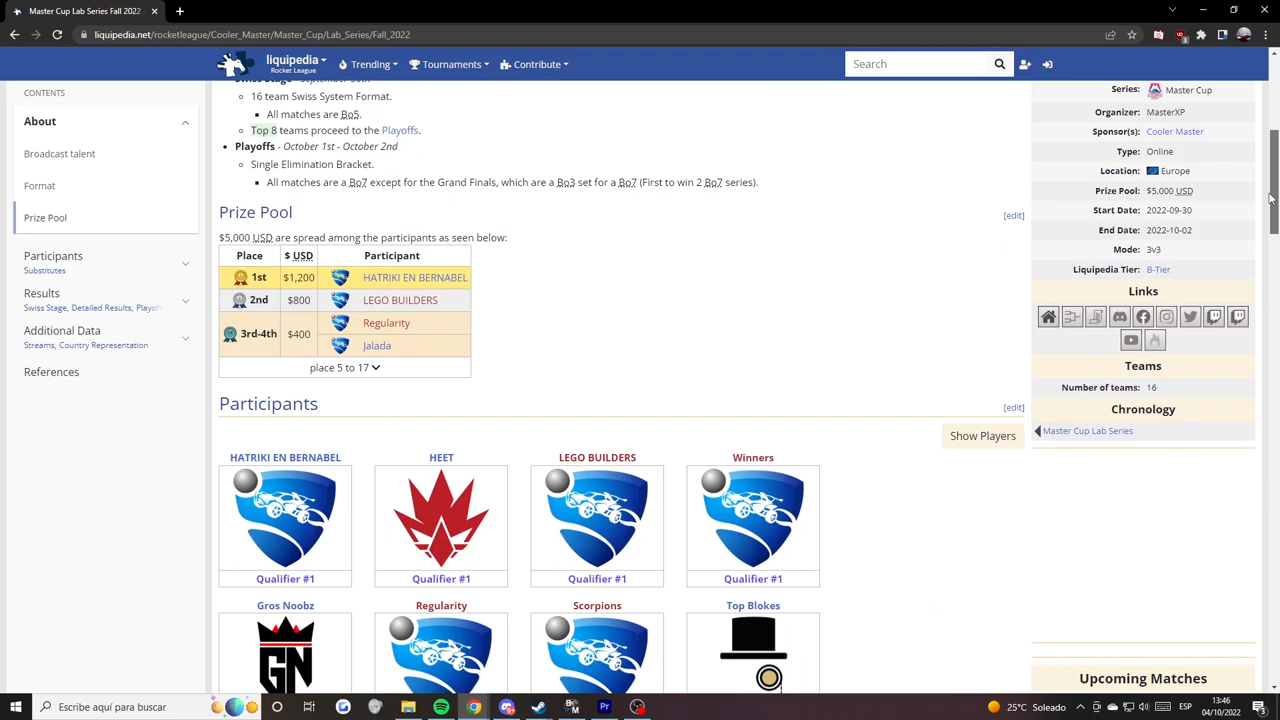 Master Cup Lab Series Fall 2022 -
liquipedia.net/rocketleague/Cooler_Master/Master_Cup/Lab_Series/Fall_2022
liquipedia
Rocket League
Trending
Tournaments
Contribute
Search
CONTENTS
About
Broadcast talent
Format
Prize Pool
Participants
Substitutes
Results
Swiss Stage, Detailed Results, Playof
Additional Data
Streams, Country Representation
References
16 team Swiss System Format.
All matches are Bo5.
Top 8 teams proceed to the Playoffs.
Playoffs - October 1st - October 2nd
Single Elimination Bracket.
All matches are a Bo7 except for the Grand Finals, which are a Bo3 set for a Bo7 (First to win 2 Bo7 series).
Prize Pool
[edit]
$5,000 USD are spread among the participants as seen below:
Place $ USD Participant
1st $1,200 HATRIKI EN BERNABEL
2nd $800 LEGO BUILDERS
3rd-4th $400 Regularity
Jalada
place 5 to 17
Participants
[edit]
Show Players
HATRIKI EN BERNABEL HEET LEGO BUILDERS Winners
Qualifier #1 Qualifier #1 Qualifier #1 Qualifier #1
Gros Noobz Regularity Scorpions Top Blokes
GN
Series: Master Cup
Organizer: MasterXP
Sponsor(s): Cooler Master
Type: Online
Location: Europe
Prize Pool: $5,000 USD
Start Date: 2022-09-30
End Date: 2022-10-02
Mode: 3v3
Liquipedia Tier: B-Tier
Links
Teams
Number of teams: 16
Chronology
Master Cup Lab Series
Upcoming Matches
Escribe aquí para buscar
25°C Soleado
ESP
13:46
04/10/2022